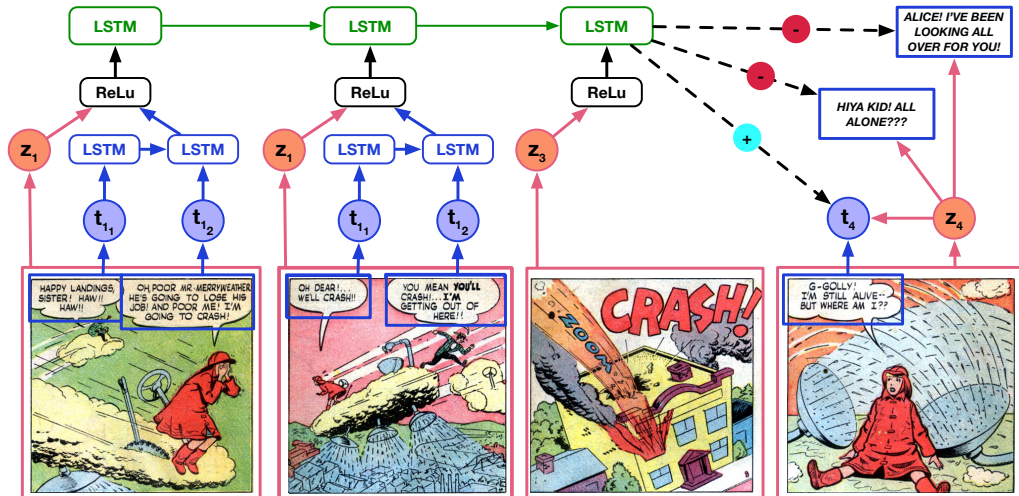 LSTM
LSTM
LSTM
-
-
+
ALICE! I'VE BEEN
LOOKING ALL
OVER FOR YOU!
HIYA KID! ALL
ALONE???
ReLu
ReLu
ReLu
z1
LSTM
LSTM
z1
LSTM
LSTM
z3
t11
t12
t11
t12
t4
z4
HAPPY LANDINGS,
SISTER! HAW!!
HAW!!
OH, POOR MR. MERRYWEATHER
HE'S GOING TO LOSE HIS
JOB! AND POOR ME! I'M
GOING TO CRASH!
OH DEAR!...
WE'LL CRASH!!
YOU MEAN YOU'LL
CRASH!...I'M
GETTING OUT OF
HERE!!
CRASH!
ZOOM
8
G-GOLLY!
I'M STILL ALIVE--
BUT WHERE AM I??